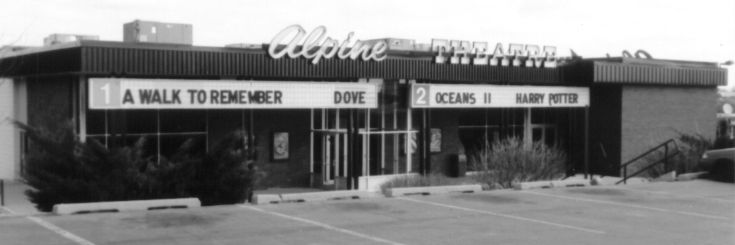 Alpine THEATRE
1 A WALK TO REMEMBER DOVE
2 OCEANS 11 HARRY POTTER